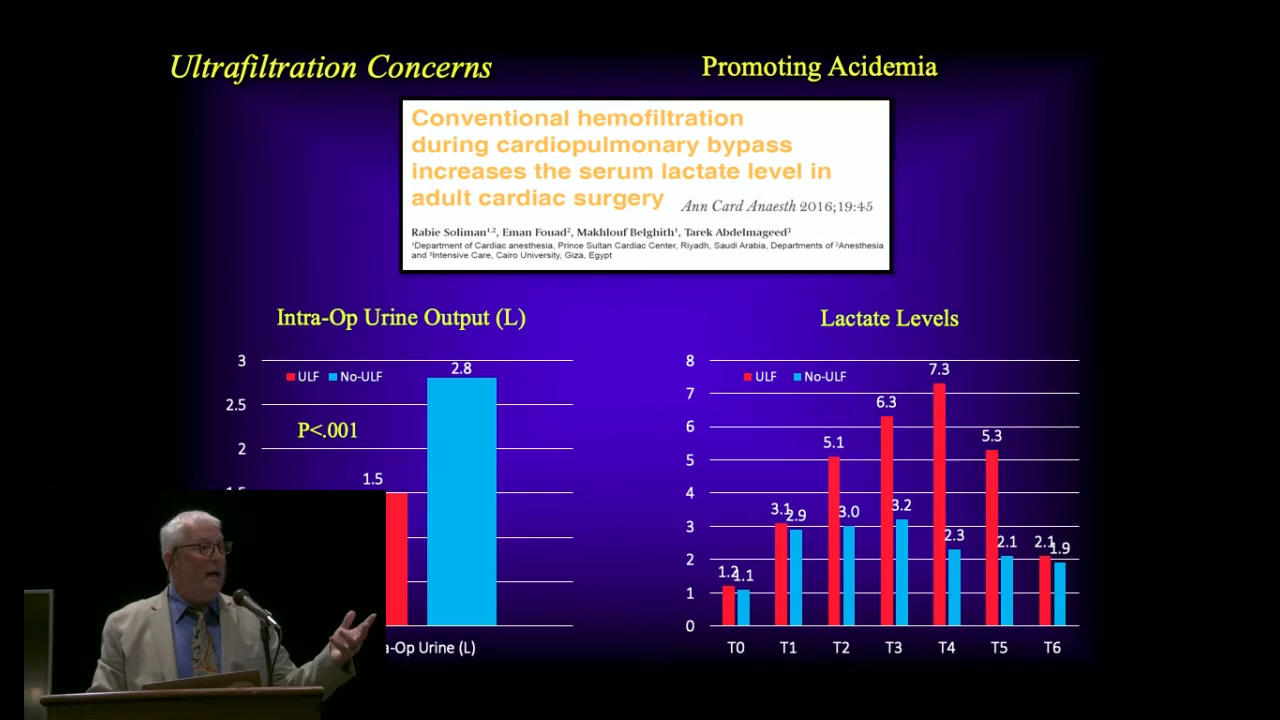 Ultrafiltration Concerns
Promoting Acidemia
Conventional hemofiltration
during cardiopulmonary bypass
increases the serum lactate level in
adult cardiac surgery
Ann Card Anaesth 2016;19:45
Rabie Soliman¹,², Eman Fouad², Makhlouf Belghith¹, Tarek Abdelmageed³
¹Department of Cardiac anesthesia, Prince Sultan Cardiac Center, Riyadh, Saudi Arabia, Departments of ²Anesthesia
and ³Intensive Care, Cairo University, Giza, Egypt
Intra-Op Urine Output (L)
3
2.5
2
ULF No-ULF
P<.001
1.5
2.8
-Op Urine (L)
Lactate Levels
8
7
6
5
4
3
2
1
0
ULF No-ULF
1.2 1.1
3.1 2.9
5.1 3.0
6.3 3.2
7.3 2.3
5.3 2.1
2.1 1.9
T0 T1 T2 T3 T4 T5 T6